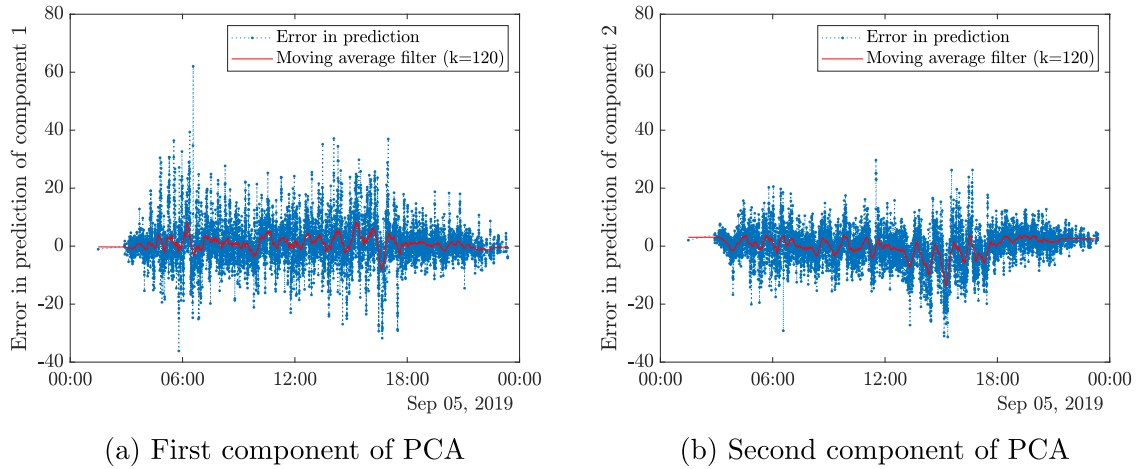 Error in prediction of component 1
80
60
40
20
0
-20
-40
00:00 06:00 12:00 18:00 00:00
Sep 05, 2019
Error in prediction
Moving average filter (k=120)
(a) First component of PCA
Error in prediction of component 2
80
60
40
20
0
-20
-40
00:00 06:00 12:00 18:00 00:00
Sep 05, 2019
Error in prediction
Moving average filter (k=120)
(b) Second component of PCA